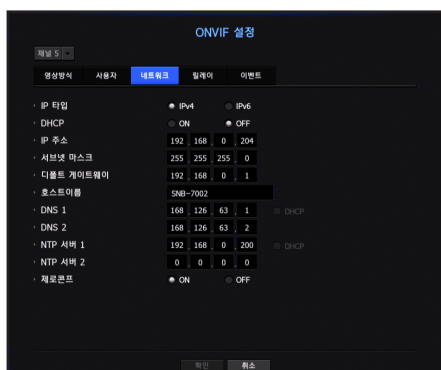 ONVIF 설정
채널 5
영상방식 사용자 네트워크 릴레이 이벤트
IP 타입 IPv4 IPv6
DHCP ON OFF
IP 주소 192 . 168 . 0 . 204
서브넷 마스크 255 . 255 . 255 . 0
디폴트 게이트웨이 192 . 168 . 0 . 1
호스트이름 SNB-7002
DNS 1 168 . 126 . 63 . 1 DHCP
DNS 2 168 . 126 . 63 . 2
NTP 서버 1 192 . 168 . 0 . 200 DHCP
NTP 서버 2 0 . 0 . 0 . 0
제로콘프 ON OFF
확인 취소